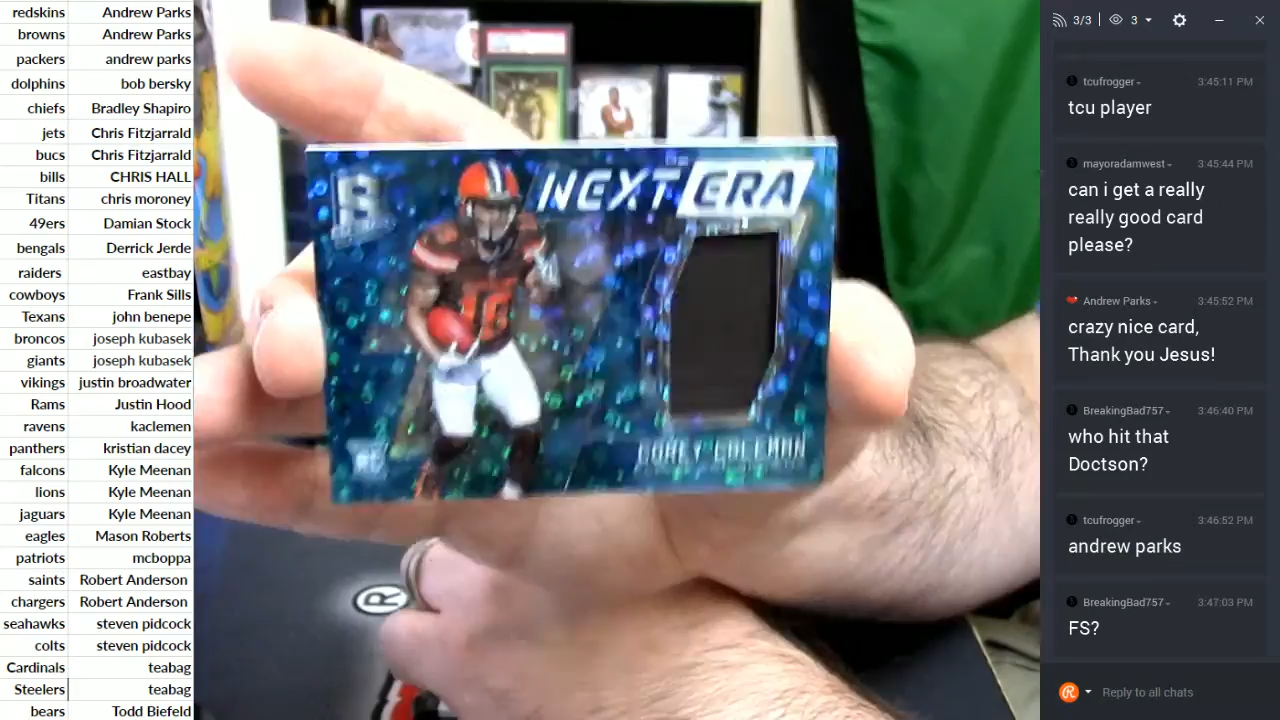 redskins Andrew Parks
browns Andrew Parks
packers andrew parks
dolphins bob bersky
chiefs Bradley Shapiro
jets Chris Fitzjarrald
bucs Chris Fitzjarrald
bills CHRIS HALL
Titans chris moroney
49ers Damian Stock
bengals Derrick Jerde
raiders eastbay
cowboys Frank Sills
Texans john benepe
broncos joseph kubasek
giants joseph kubasek
vikings justin broadwater
Rams Justin Hood
ravens kaclemen
panthers kristian dacey
falcons Kyle Meenan
lions Kyle Meenan
jaguars Kyle Meenan
eagles Mason Roberts
patriots mcboppa
saints Robert Anderson
chargers Robert Anderson
seahawks steven pidcock
colts steven pidcock
Cardinals teabag
Steelers teabag
bears Todd Biefeld
NEXT ERA
COREY COLEMAN
R
3/3 3
tcufrogger 3:45:11 PM
tcu player
mayoradamwest 3:45:44 PM
can i get a really
really good card
please?
Andrew Parks 3:45:52 PM
crazy nice card,
Thank you Jesus!
BreakingBad757 3:46:40 PM
who hit that
Doctson?
tcufrogger 3:46:52 PM
andrew parks
BreakingBad757 3:47:03 PM
FS?
Reply to all chats